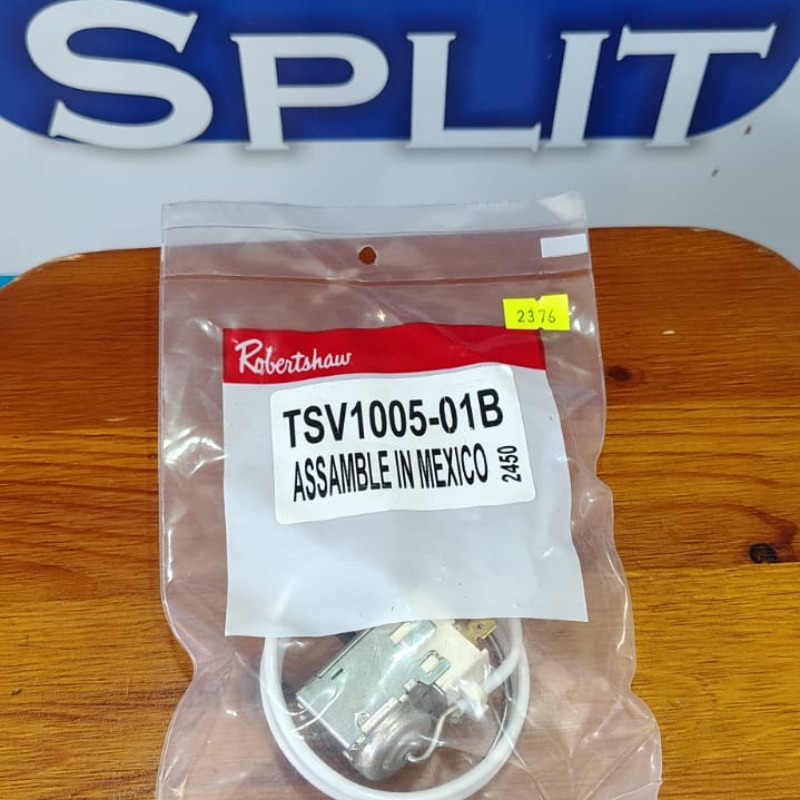 SPLIT
2376
Robertshaw
TSV1005-01B
ASSAMBLE IN MEXICO
2450